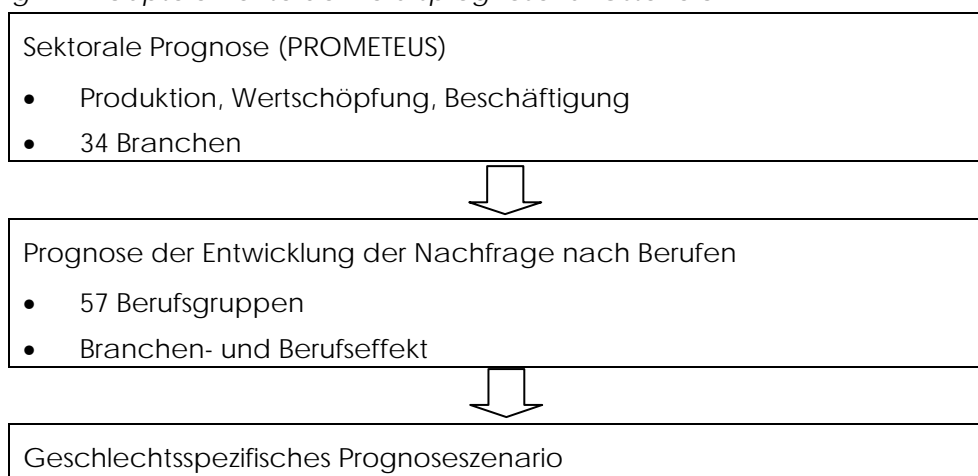 Sektorale Prognose (PROMETEUS)
• Produktion, Wertschöpfung, Beschäftigung
• 34 Branchen
Prognose der Entwicklung der Nachfrage nach Berufen
• 57 Berufsgruppen
• Branchen- und Berufseffekt
Geschlechtsspezifisches Prognoseszenario